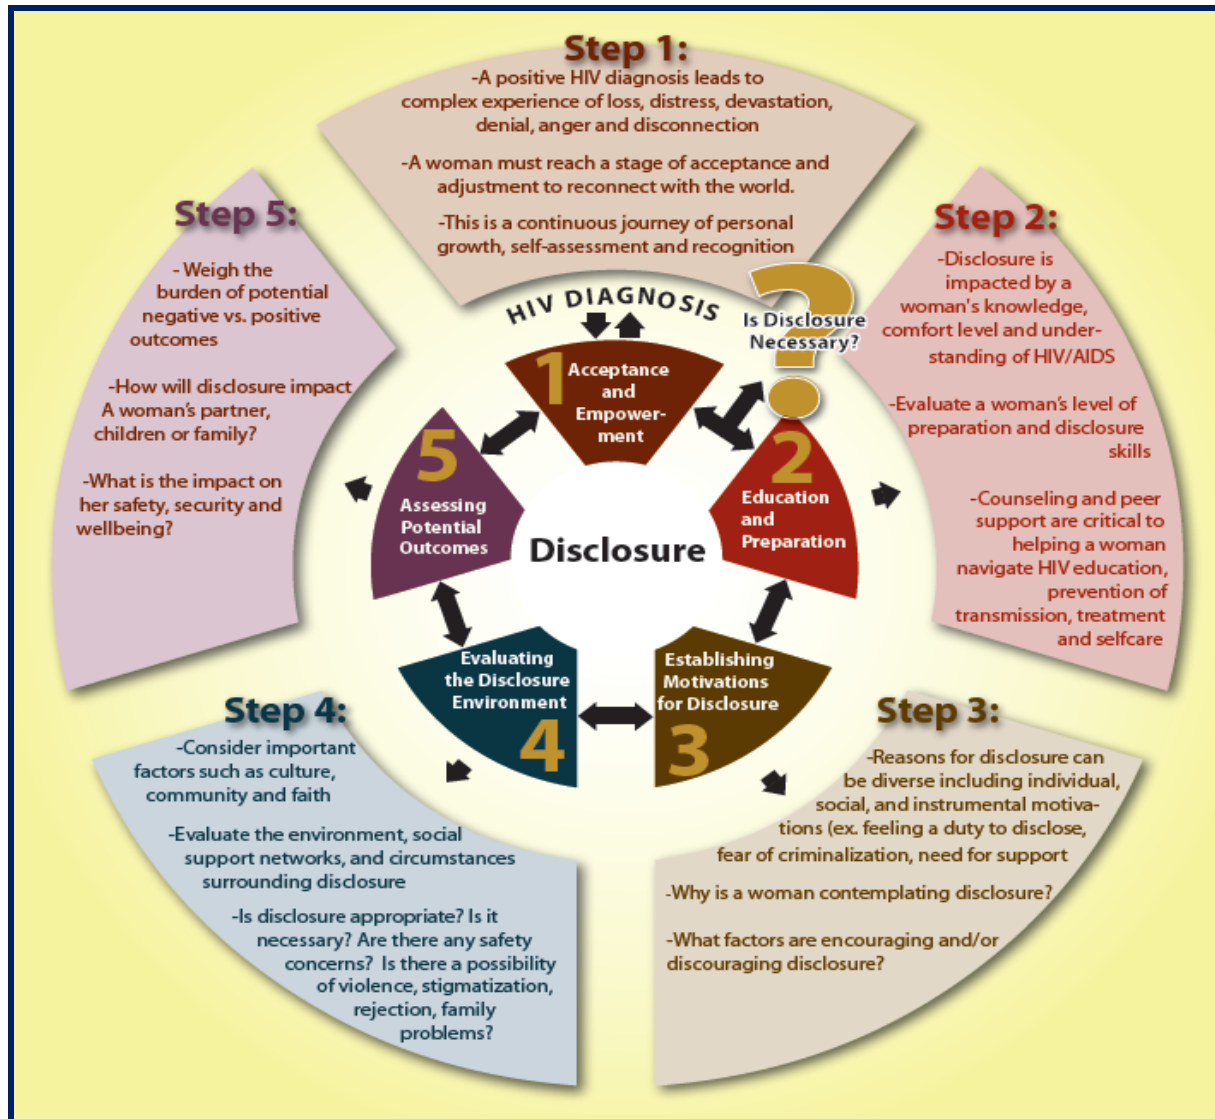 Step 1:
-A positive HIV diagnosis leads to
complex experience of loss, distress, devastation,
denial, anger and disconnection
-A woman must reach a stage of acceptance and
adjustment to reconnect with the world.
-This is a continuous journey of personal
growth, self-assessment and recognition
Step 2:
-Disclosure is
impacted by a
woman's knowledge,
comfort level and under-
standing of HIV/AIDS
-Evaluate a woman's level of
preparation and disclosure
skills
-Counseling and peer
support are critical to
helping a woman
navigate HIV education,
prevention of
transmission, treatment
and selfcare
Step 3:
-Reasons for disclosure can
be diverse including individual,
social, and instrumental motiva-
tions (ex. feeling a duty to disclose,
fear of criminalization, need for support
-Why is a woman contemplating disclosure?
-What factors are encouraging and/or
discouraging disclosure?
Step 4:
-Consider important
factors such as culture,
community and faith
-Evaluate the environment, social
support networks, and circumstances
surrounding disclosure
-Is disclosure appropriate? Is it
necessary? Are there any safety
concerns? Is there a possibility
of violence, stigmatization,
rejection, family
problems?
Step 5:
- Weigh the
burden of potential
negative vs. positive
outcomes
-How will disclosure impact
A woman's partner,
children or family?
-What is the impact on
her safety, security and
wellbeing?
HIV DIAGNOSIS
?
Is Disclosure
Necessary?
1
Acceptance
and
Empower-
ment
2
Education
and
Preparation
Establishing
Motivations
for Disclosure
3
Evaluating
the Disclosure
Environment
4
5
Assessing
Potential
Outcomes
Disclosure